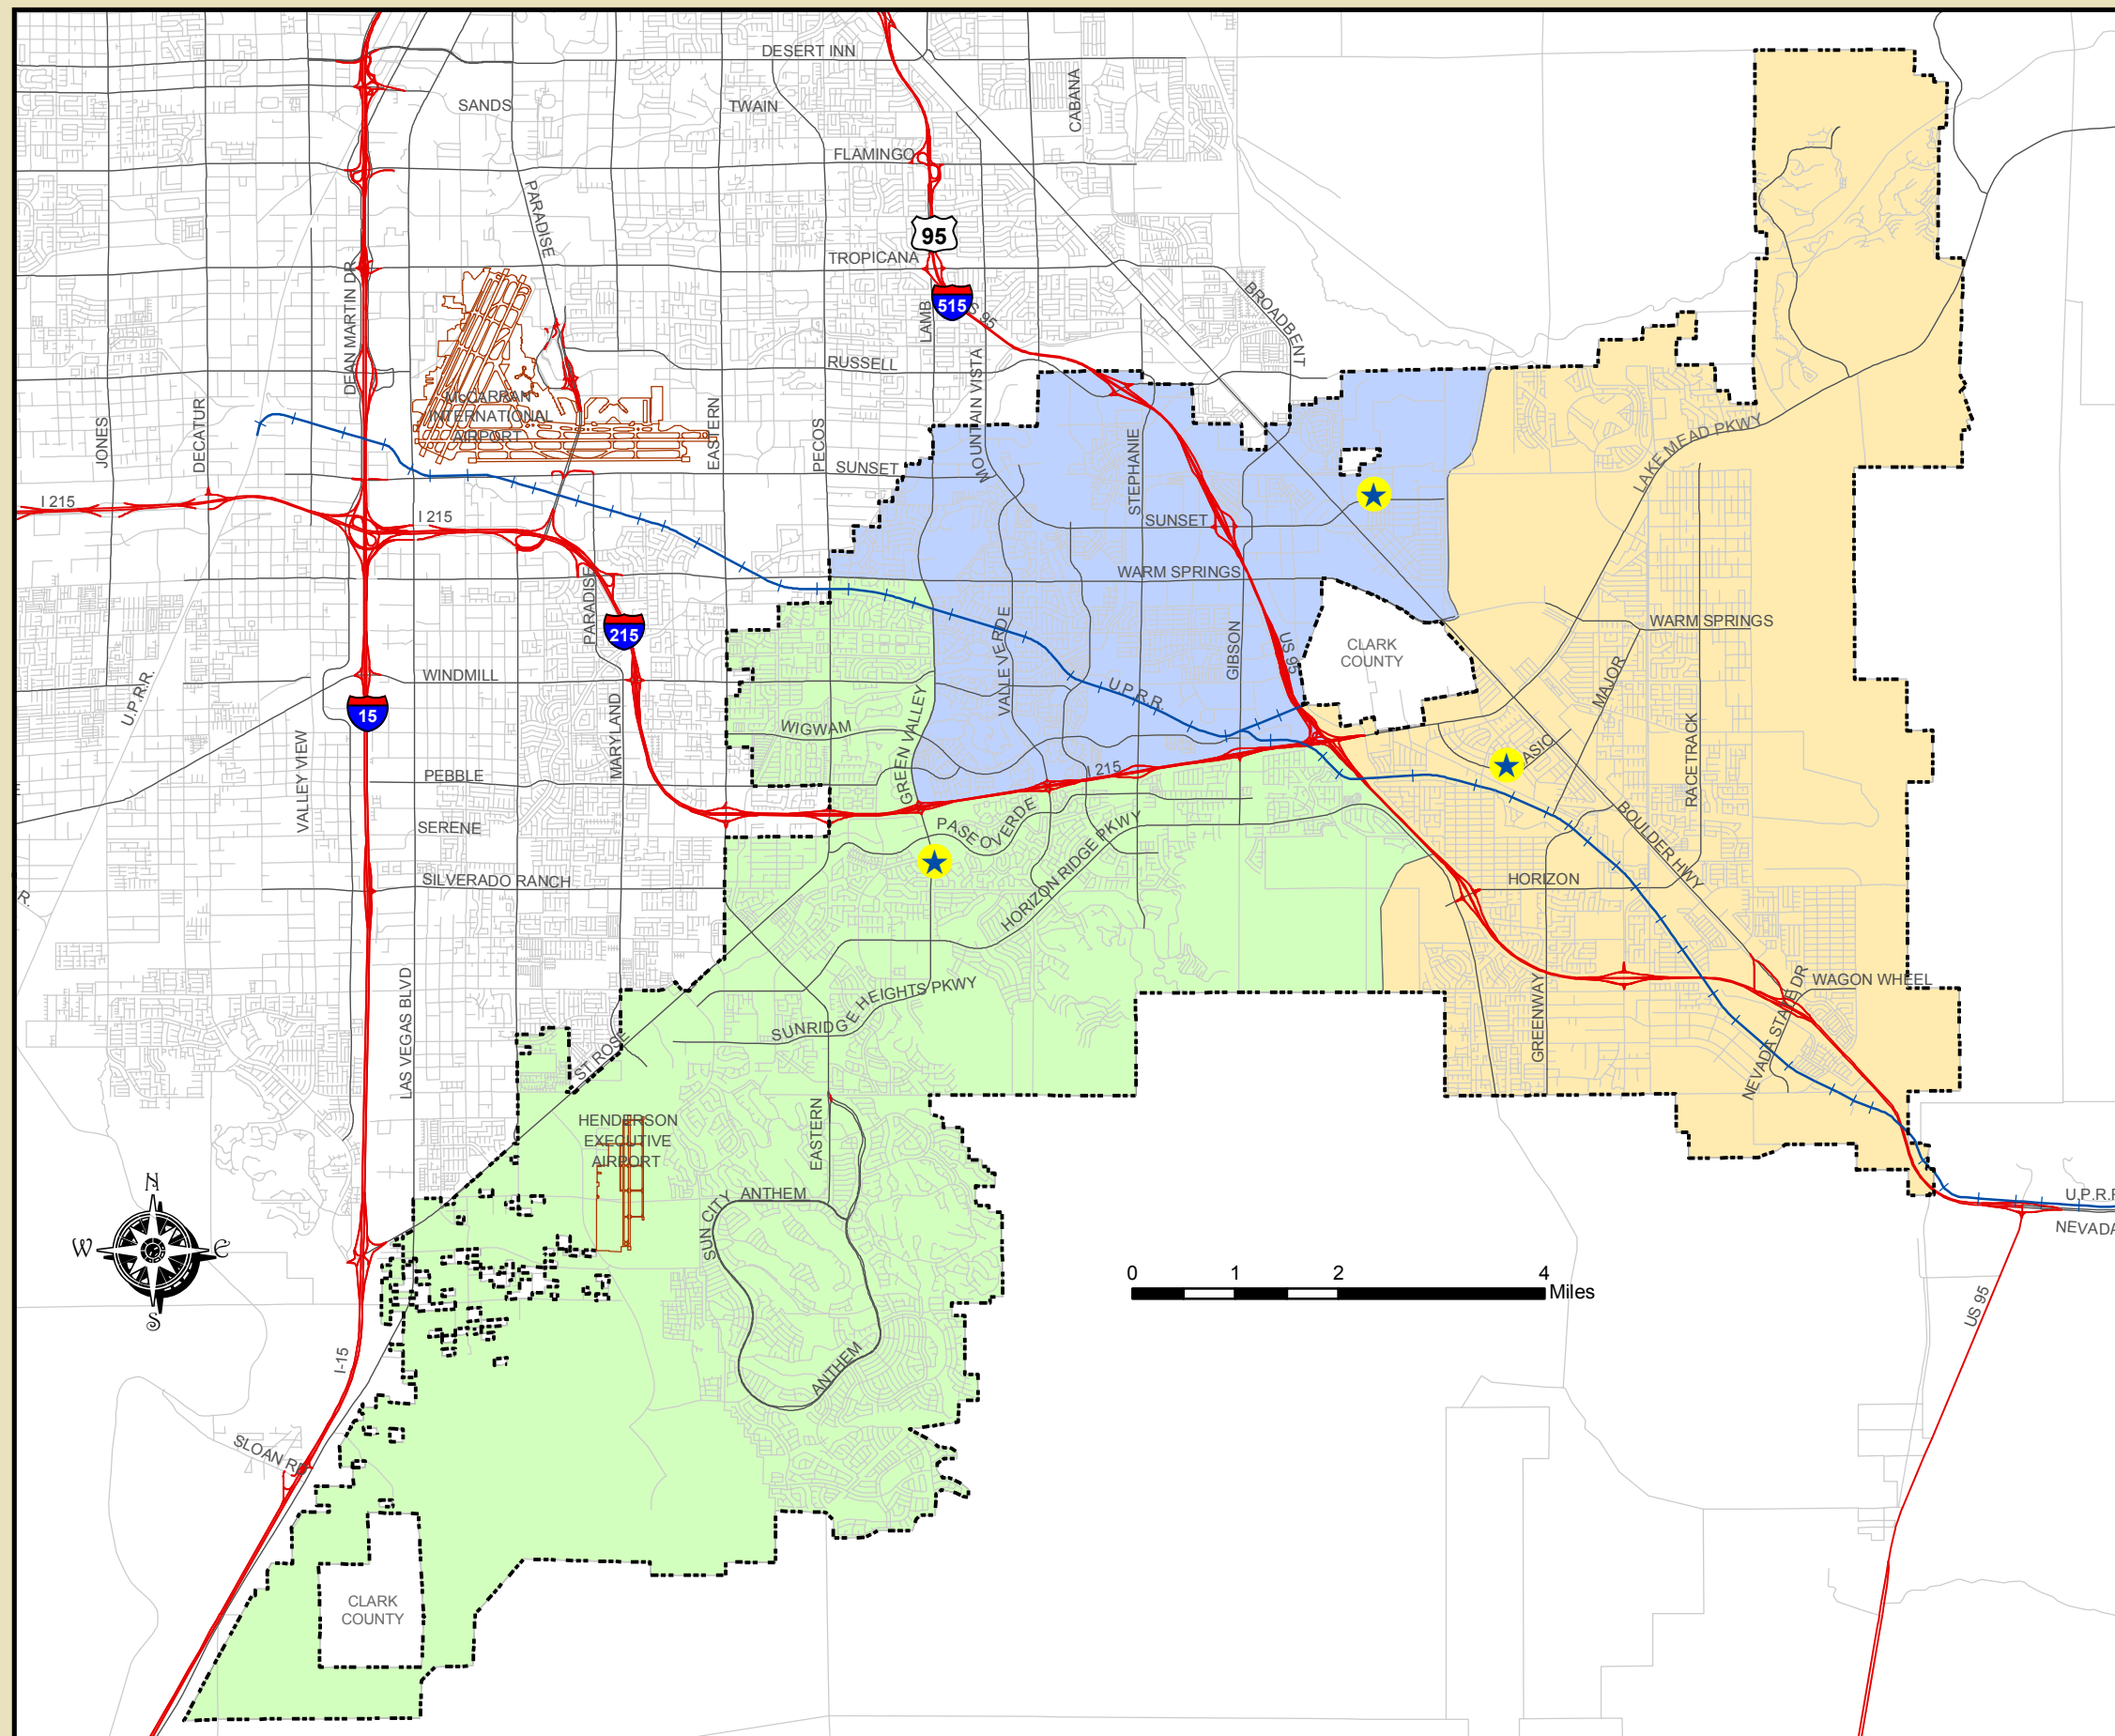 DESERT INN
SANDS
TWAIN
CABANA
FLAMINGO
PARADISE
95
TROPICANA
DEAN MARTIN DR
LAMB
515
S 95
BROADBENT
RUSSELL
MOUNTAIN VISTA
McCARRAN
INTERNATIONAL
AIRPORT
JONES
DECATUR
EASTERN
PECOS
SUNSET
STEPHANIE
LAKE MEAD PKWY
I 215
I 215
SUNSET
WARM SPRINGS
PARADISE
215
VALLE VERDE
GIBSON
US 95
CLARK
COUNTY
WARM SPRINGS
U.P.R.R.
WINDMILL
U.P.R.R.
MAJOR
15
MARYLAND
WIGWAM
GREEN VALLEY
RACETRACK
ASIC
VALLEY VIEW
PEBBLE
I 215
E
SERENE
PASEO VERDE
BOULDER HWY
SILVERADO RANCH
HORIZON RIDGE PKWY
HORIZON
R.
LAS VEGAS BLVD
SUNRIDGE HEIGHTS PKWY
GREENWAY
NEVADA STATE DR
WAGON WHEEL
ST ROSE
HENDERSON
EXECUTIVE
AIRPORT
EASTERN
N
W
E
S
SUN CITY
ANTHEM
U.P.R.R
NEVADA
0 1 2 4
Miles
US 95
I-15
ANTHEM
SLOAN RD
CLARK
COUNTY